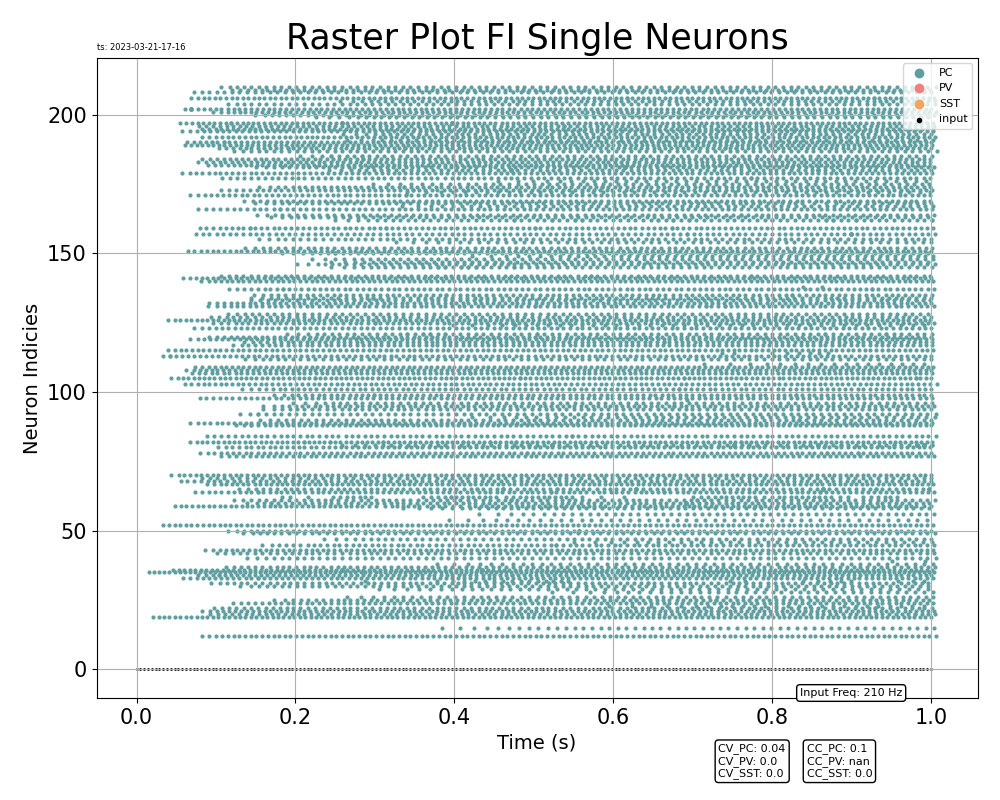 Raster Plot FI Single Neurons
ts: 2023-03-21-17-16
PC
PV
SST
input
Neuron Indicies
200
150
100
50
0
0.0 0.2 0.4 0.6 0.8 1.0
Input Freq: 210 Hz
Time (s)
CV_PC: 0.04
CV_PV: 0.0
CV_SST: 0.0
CC_PC: 0.1
CC_PV: nan
CC_SST: 0.0